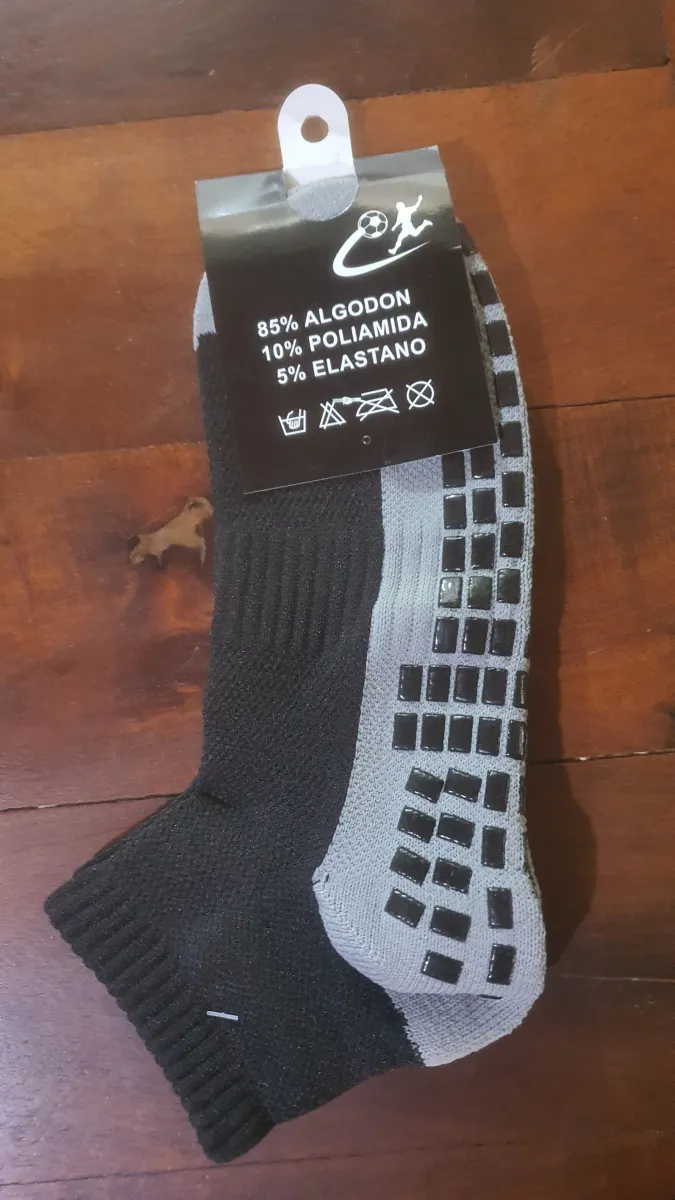 85% ALGODON
10% POLIAMIDA
5% ELASTANO